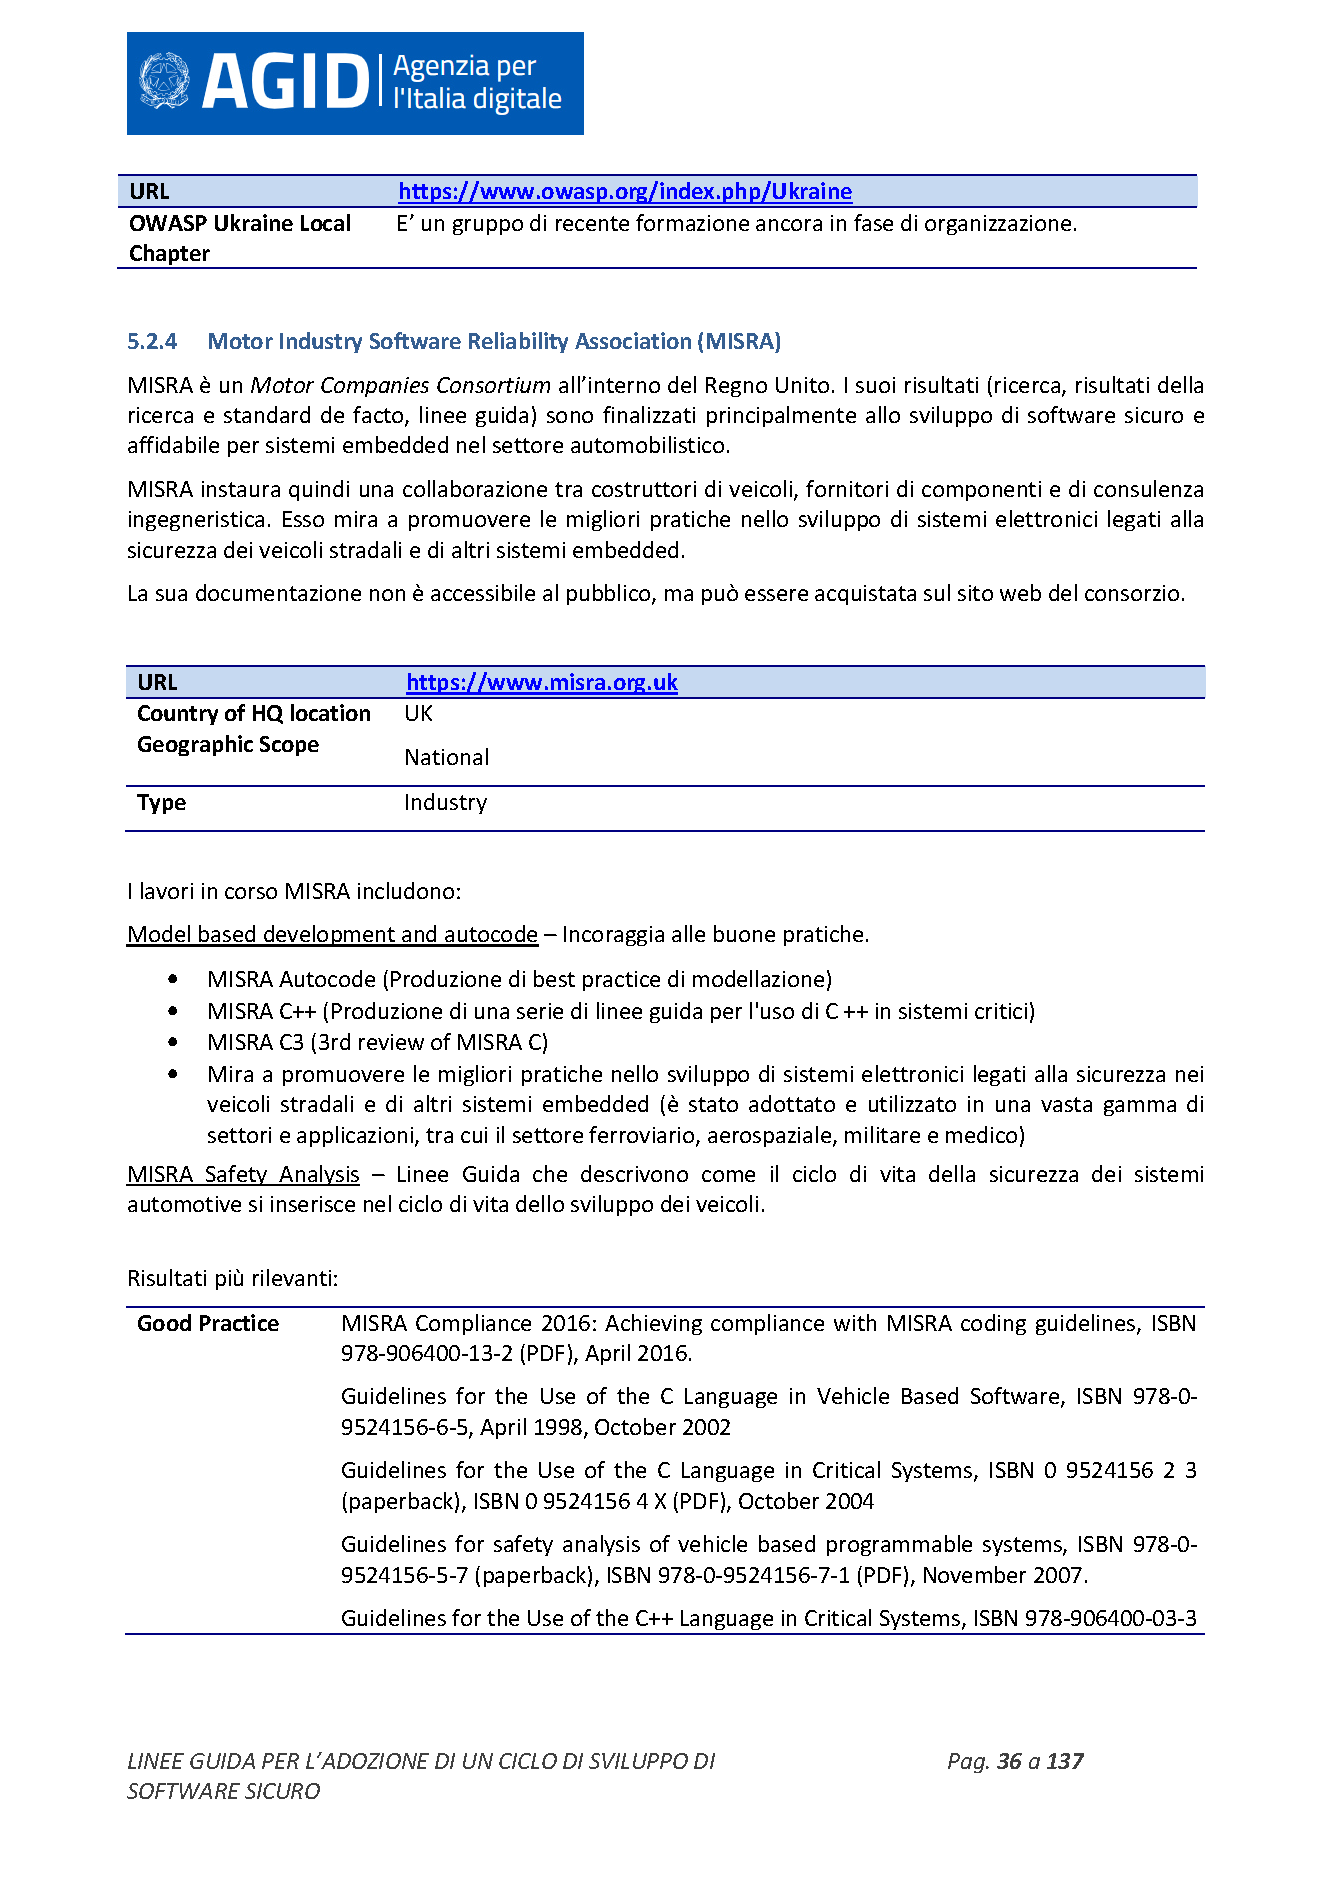 AGID Agenzia per
l'Italia digitale
URL https://www.owasp.org/index.php/Ukraine
OWASP Ukraine Local E’ un gruppo di recente formazione ancora in fase di organizzazione.
Chapter
5.2.4 Motor Industry Software Reliability Association (MISRA)
MISRA è un Motor Companies Consortium all’interno del Regno Unito. I suoi risultati (ricerca, risultati della
ricerca e standard de facto, linee guida) sono finalizzati principalmente allo sviluppo di software sicuro e
affidabile per sistemi embedded nel settore automobilistico.
MISRA instaura quindi una collaborazione tra costruttori di veicoli, fornitori di componenti e di consulenza
ingegneristica. Esso mira a promuovere le migliori pratiche nello sviluppo di sistemi elettronici legati alla
sicurezza dei veicoli stradali e di altri sistemi embedded.
La sua documentazione non è accessibile al pubblico, ma può essere acquistata sul sito web del consorzio.
URL https://www.misra.org.uk
Country of HQ location UK
Geographic Scope
National
Type Industry
I lavori in corso MISRA includono:
Model based development and autocode – Incoraggia alle buone pratiche.
• MISRA Autocode (Produzione di best practice di modellazione)
• MISRA C++ (Produzione di una serie di linee guida per l'uso di C ++ in sistemi critici)
• MISRA C3 (3rd review of MISRA C)
• Mira a promuovere le migliori pratiche nello sviluppo di sistemi elettronici legati alla sicurezza nei
veicoli stradali e di altri sistemi embedded (è stato adottato e utilizzato in una vasta gamma di
settori e applicazioni, tra cui il settore ferroviario, aerospaziale, militare e medico)
MISRA Safety Analysis – Linee Guida che descrivono come il ciclo di vita della sicurezza dei sistemi
automotive si inserisce nel ciclo di vita dello sviluppo dei veicoli.
Risultati più rilevanti:
Good Practice MISRA Compliance 2016: Achieving compliance with MISRA coding guidelines, ISBN
978-906400-13-2 (PDF), April 2016.
Guidelines for the Use of the C Language in Vehicle Based Software, ISBN 978-0-
9524156-6-5, April 1998, October 2002
Guidelines for the Use of the C Language in Critical Systems, ISBN 0 9524156 2 3
(paperback), ISBN 0 9524156 4 X (PDF), October 2004
Guidelines for safety analysis of vehicle based programmable systems, ISBN 978-0-
9524156-5-7 (paperback), ISBN 978-0-9524156-7-1 (PDF), November 2007.
Guidelines for the Use of the C++ Language in Critical Systems, ISBN 978-906400-03-3
LINEE GUIDA PER L’ADOZIONE DI UN CICLO DI SVILUPPO DI Pag. 36 a 137
SOFTWARE SICURO